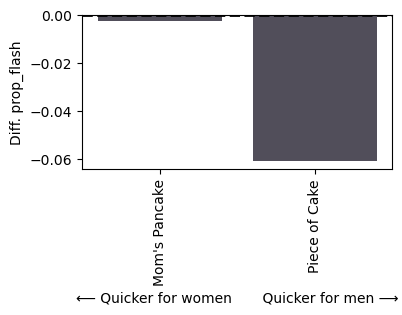 0.00
−0.02
−0.04
−0.06
Diff. prop_flash
Mom's Pancake
Piece of Cake
⟵ Quicker for women
Quicker for men ⟶